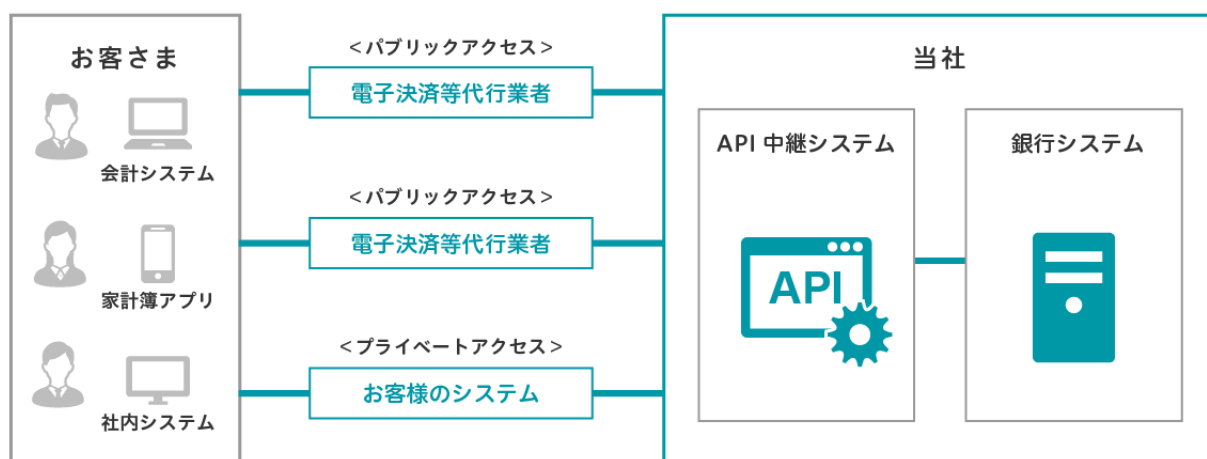 お客さま
会計システム
家計簿アプリ
社内システム
<パブリックアクセス>
電子決済等代行業者
<パブリックアクセス>
電子決済等代行業者
<プライベートアクセス>
お客様のシステム
当社
API 中継システム
API
銀行システム